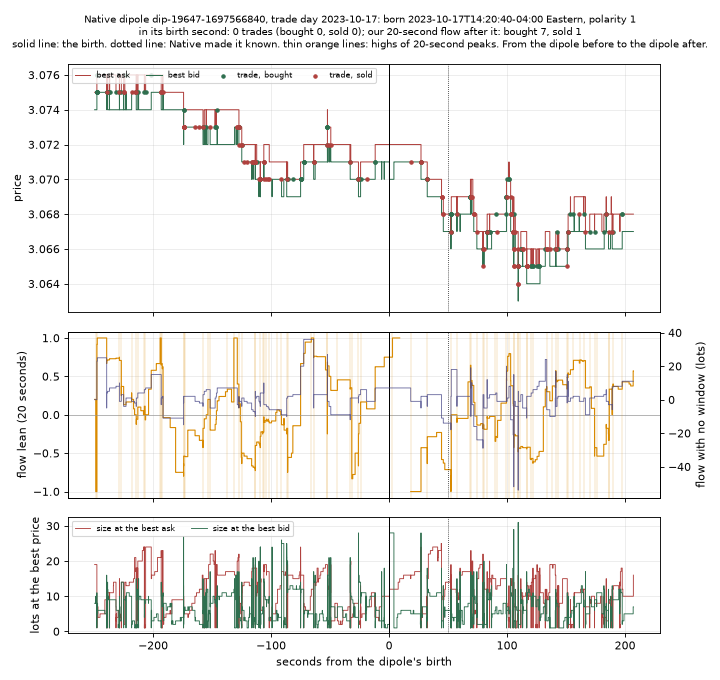 Native dipole dip-19647-1697566840, trade day 2023-10-17: born 2023-10-17T14:20:40-04:00 Eastern, polarity 1
in its birth second: 0 trades (bought 0, sold 0); our 20-second flow after it: bought 7, sold 1
solid line: the birth. dotted line: Native made it known. thin orange lines: highs of 20-second peaks. From the dipole before to the dipole after.
best ask best bid trade, bought trade, sold
3.076
3.074
3.072
3.070
3.068
3.066
3.064
price
1.0
0.5
0.0
−0.5
−1.0
flow lean (20 seconds)
40
20
0
−20
−40
flow with no window (lots)
size at the best ask size at the best bid
30
20
10
0
lots at the best price
−200 −100 0 100 200
seconds from the dipole's birth